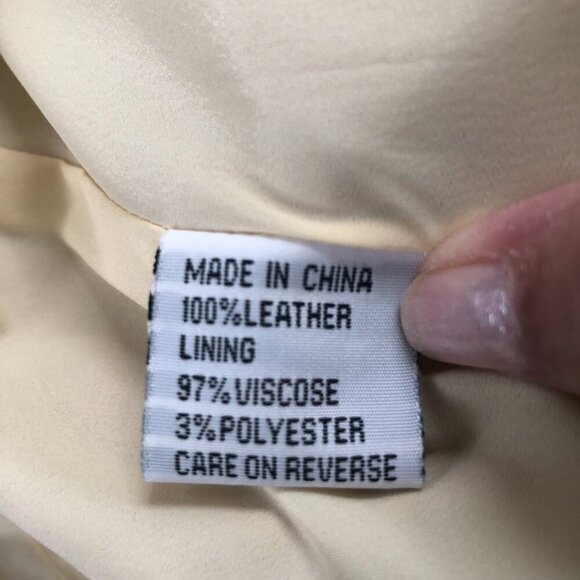 MADE IN CHINA
100%LEATHER
LINING
97%VISCOSE
3%POLYESTER
CARE ON REVERSE